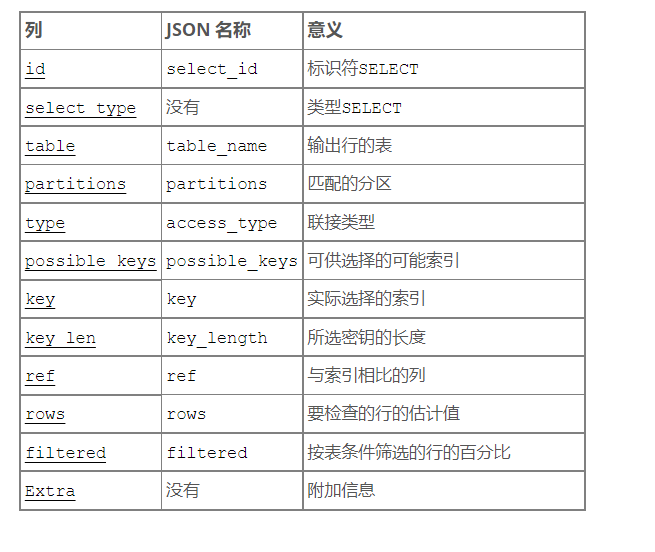 列 JSON 名称 意义
id select_id 标识符SELECT
select_type 没有 类型SELECT
table table_name 输出行的表
partitions partitions 匹配的分区
type access_type 联接类型
possible_keys possible_keys 可供选择的可能索引
key key 实际选择的索引
key_len key_length 所选密钥的长度
ref ref 与索引相比的列
rows rows 要检查的行的估计值
filtered filtered 按表条件筛选的行的百分比
Extra 没有 附加信息